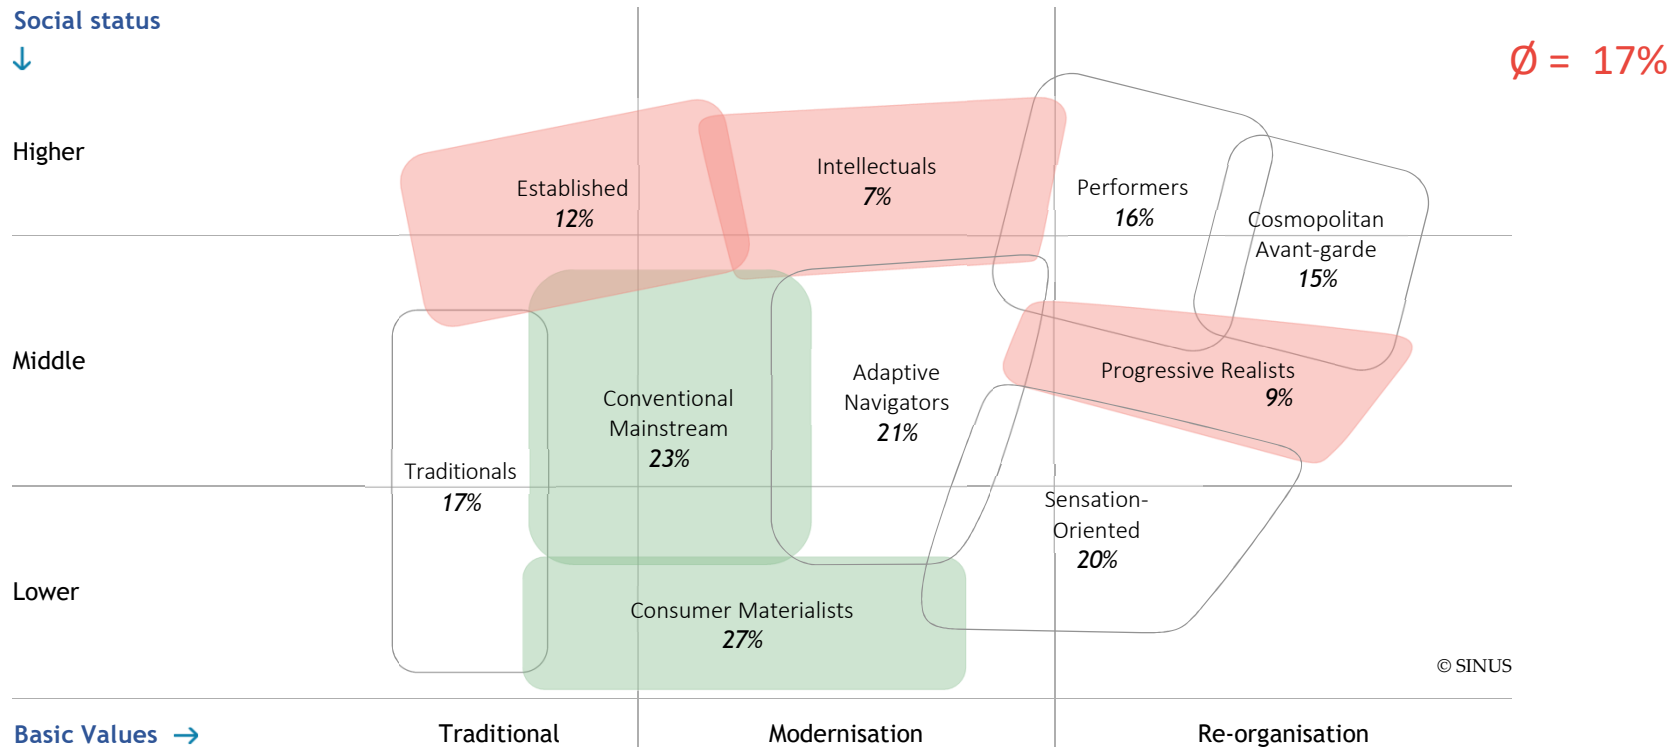 Social status
↓
Ø = 17%
Higher
Established
12%
Intellectuals
7%
Performers
16%
Cosmopolitan
Avant-garde
15%
Middle
Traditionals
17%
Conventional
Mainstream
23%
Adaptive
Navigators
21%
Progressive Realists
9%
Sensation-
Oriented
20%
Lower
Consumer Materialists
27%
© SINUS
Basic Values →
Traditional
Modernisation
Re-organisation